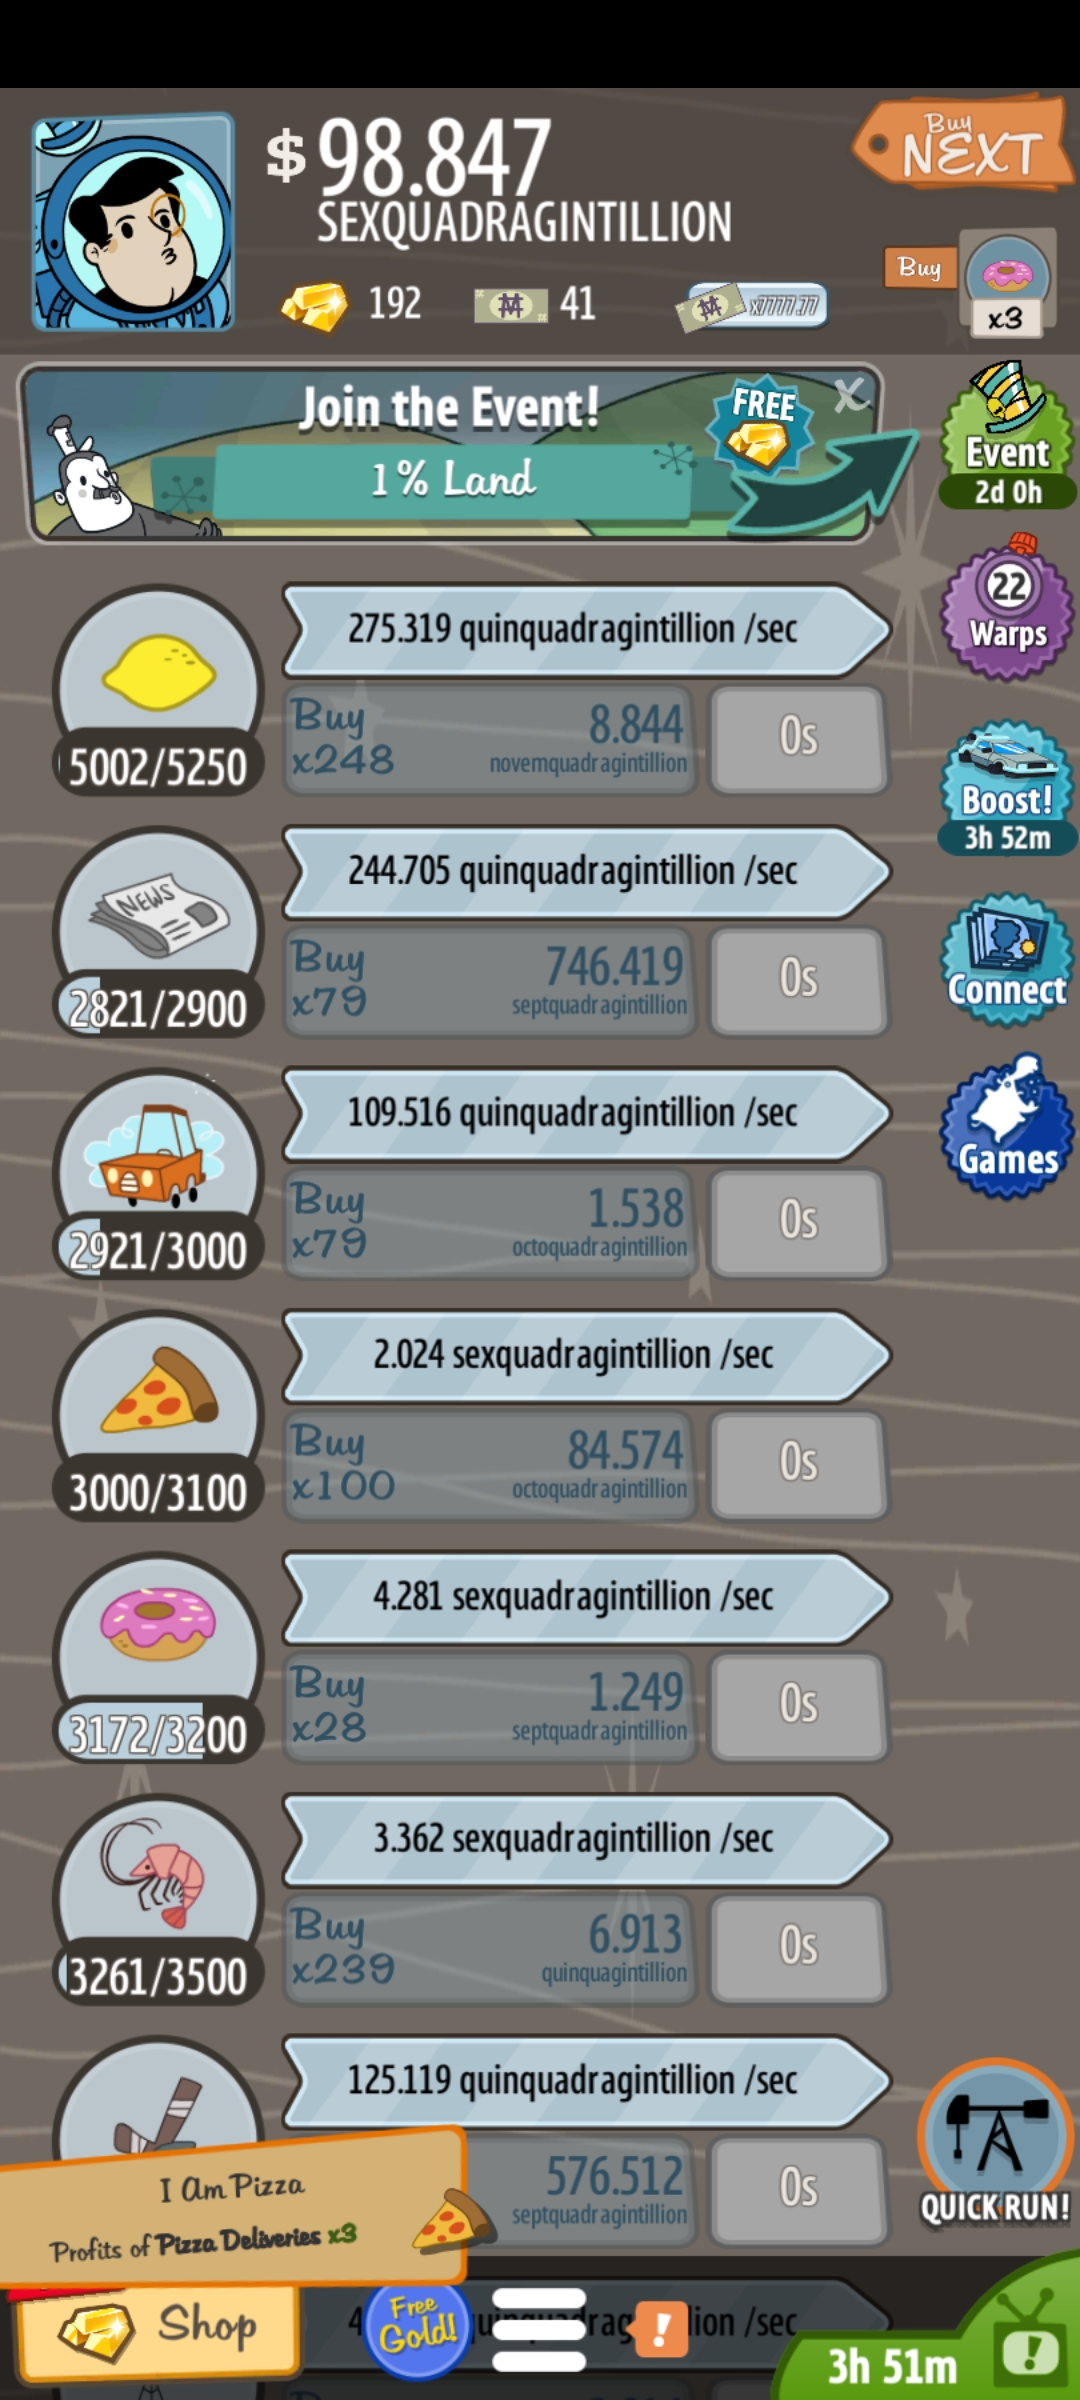 $98.847
SEXQUADRAGINTILLION
Buy
NEXT
192
41
x7777.77
Buy
x3
Join the Event!
1% Land
FREE
X
Event
2d 0h
22
Warps
Boost!
3h 52m
Connect
Games
275.319 quinquadragintillion /sec
Buy
x248
8.844
novemquadragintillion
0s
5002/5250
NEWS
244.705 quinquadragintillion /sec
Buy
x79
746.419
septquadragintillion
0s
2821/2900
109.516 quinquadragintillion /sec
Buy
x79
1.538
octoquadragintillion
0s
2921/3000
2.024 sexquadragintillion /sec
Buy
x100
84.574
octoquadragintillion
0s
3000/3100
4.281 sexquadragintillion /sec
Buy
x28
1.249
septquadragintillion
0s
3172/3200
3.362 sexquadragintillion /sec
Buy
x239
6.913
quinquagintillion
0s
3261/3500
125.119 quinquadragintillion /sec
576.512
septquadragintillion
0s
QUICK RUN!
I Am Pizza
Profits of Pizza Deliveries x3
Shop
Free
Gold!
!
/sec
3h 51m
!